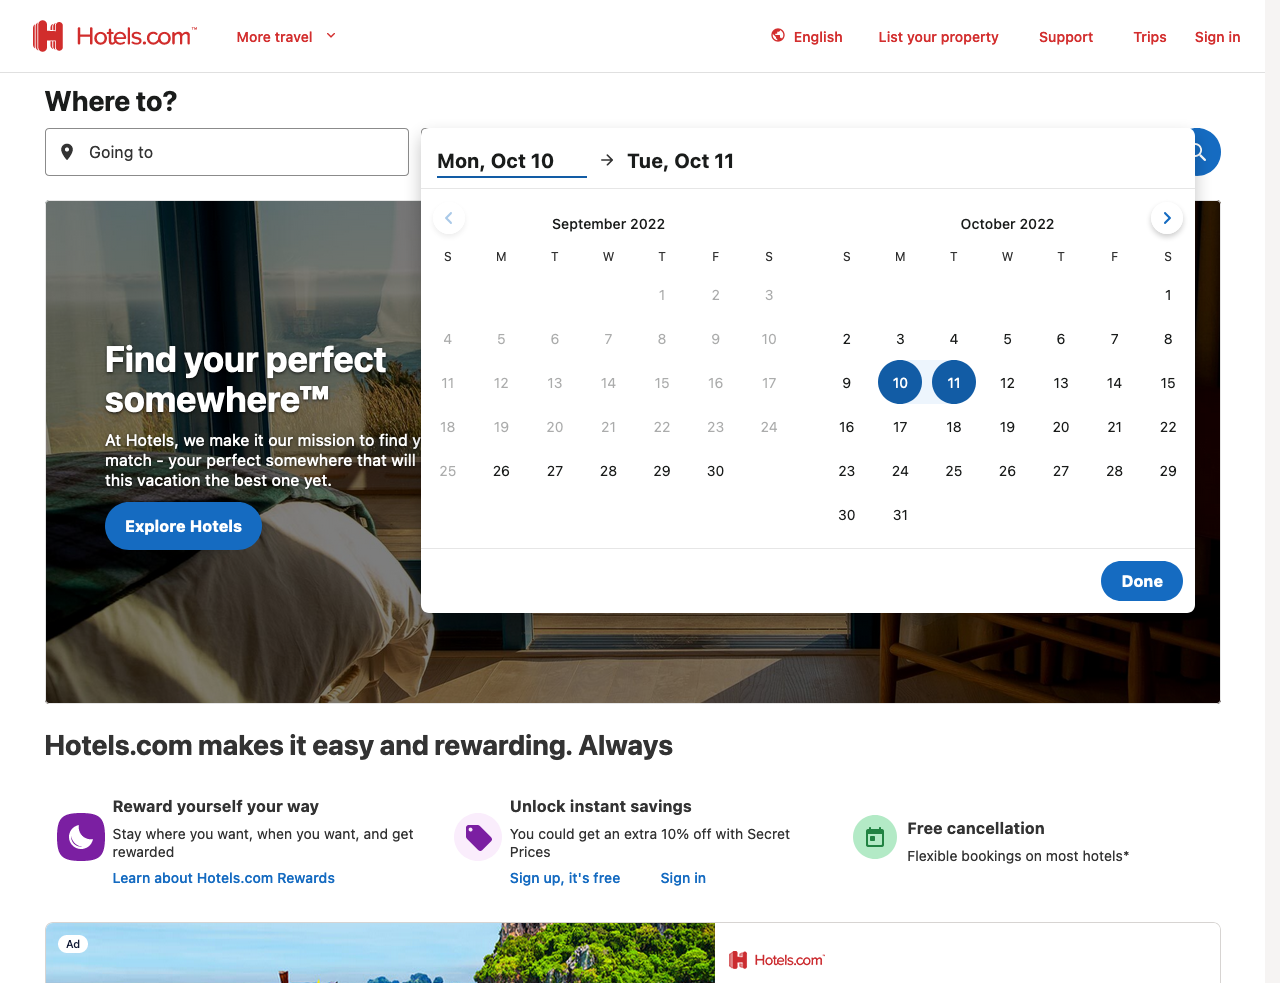 Hotels.com™
More travel
English
List your property
Support
Trips
Sign in
Where to?
Going to
Mon, Oct 10
Tue, Oct 11
September 2022
S M T W T F S
1 2 3
4 5 6 7 8 9 10
11 12 13 14 15 16 17
18 19 20 21 22 23 24
25 26 27 28 29 30
October 2022
S M T W T F S
1
2 3 4 5 6 7 8
9 10 11 12 13 14 15
16 17 18 19 20 21 22
23 24 25 26 27 28 29
30 31
Done
Find your perfect
somewhere™
At Hotels, we make it our mission to find y
match - your perfect somewhere that will
this vacation the best one yet.
Explore Hotels
Hotels.com makes it easy and rewarding. Always
Reward yourself your way
Stay where you want, when you want, and get
rewarded
Learn about Hotels.com Rewards
Unlock instant savings
You could get an extra 10% off with Secret
Prices
Sign up, it's free
Sign in
Free cancellation
Flexible bookings on most hotels*
Ad
Hotels.com